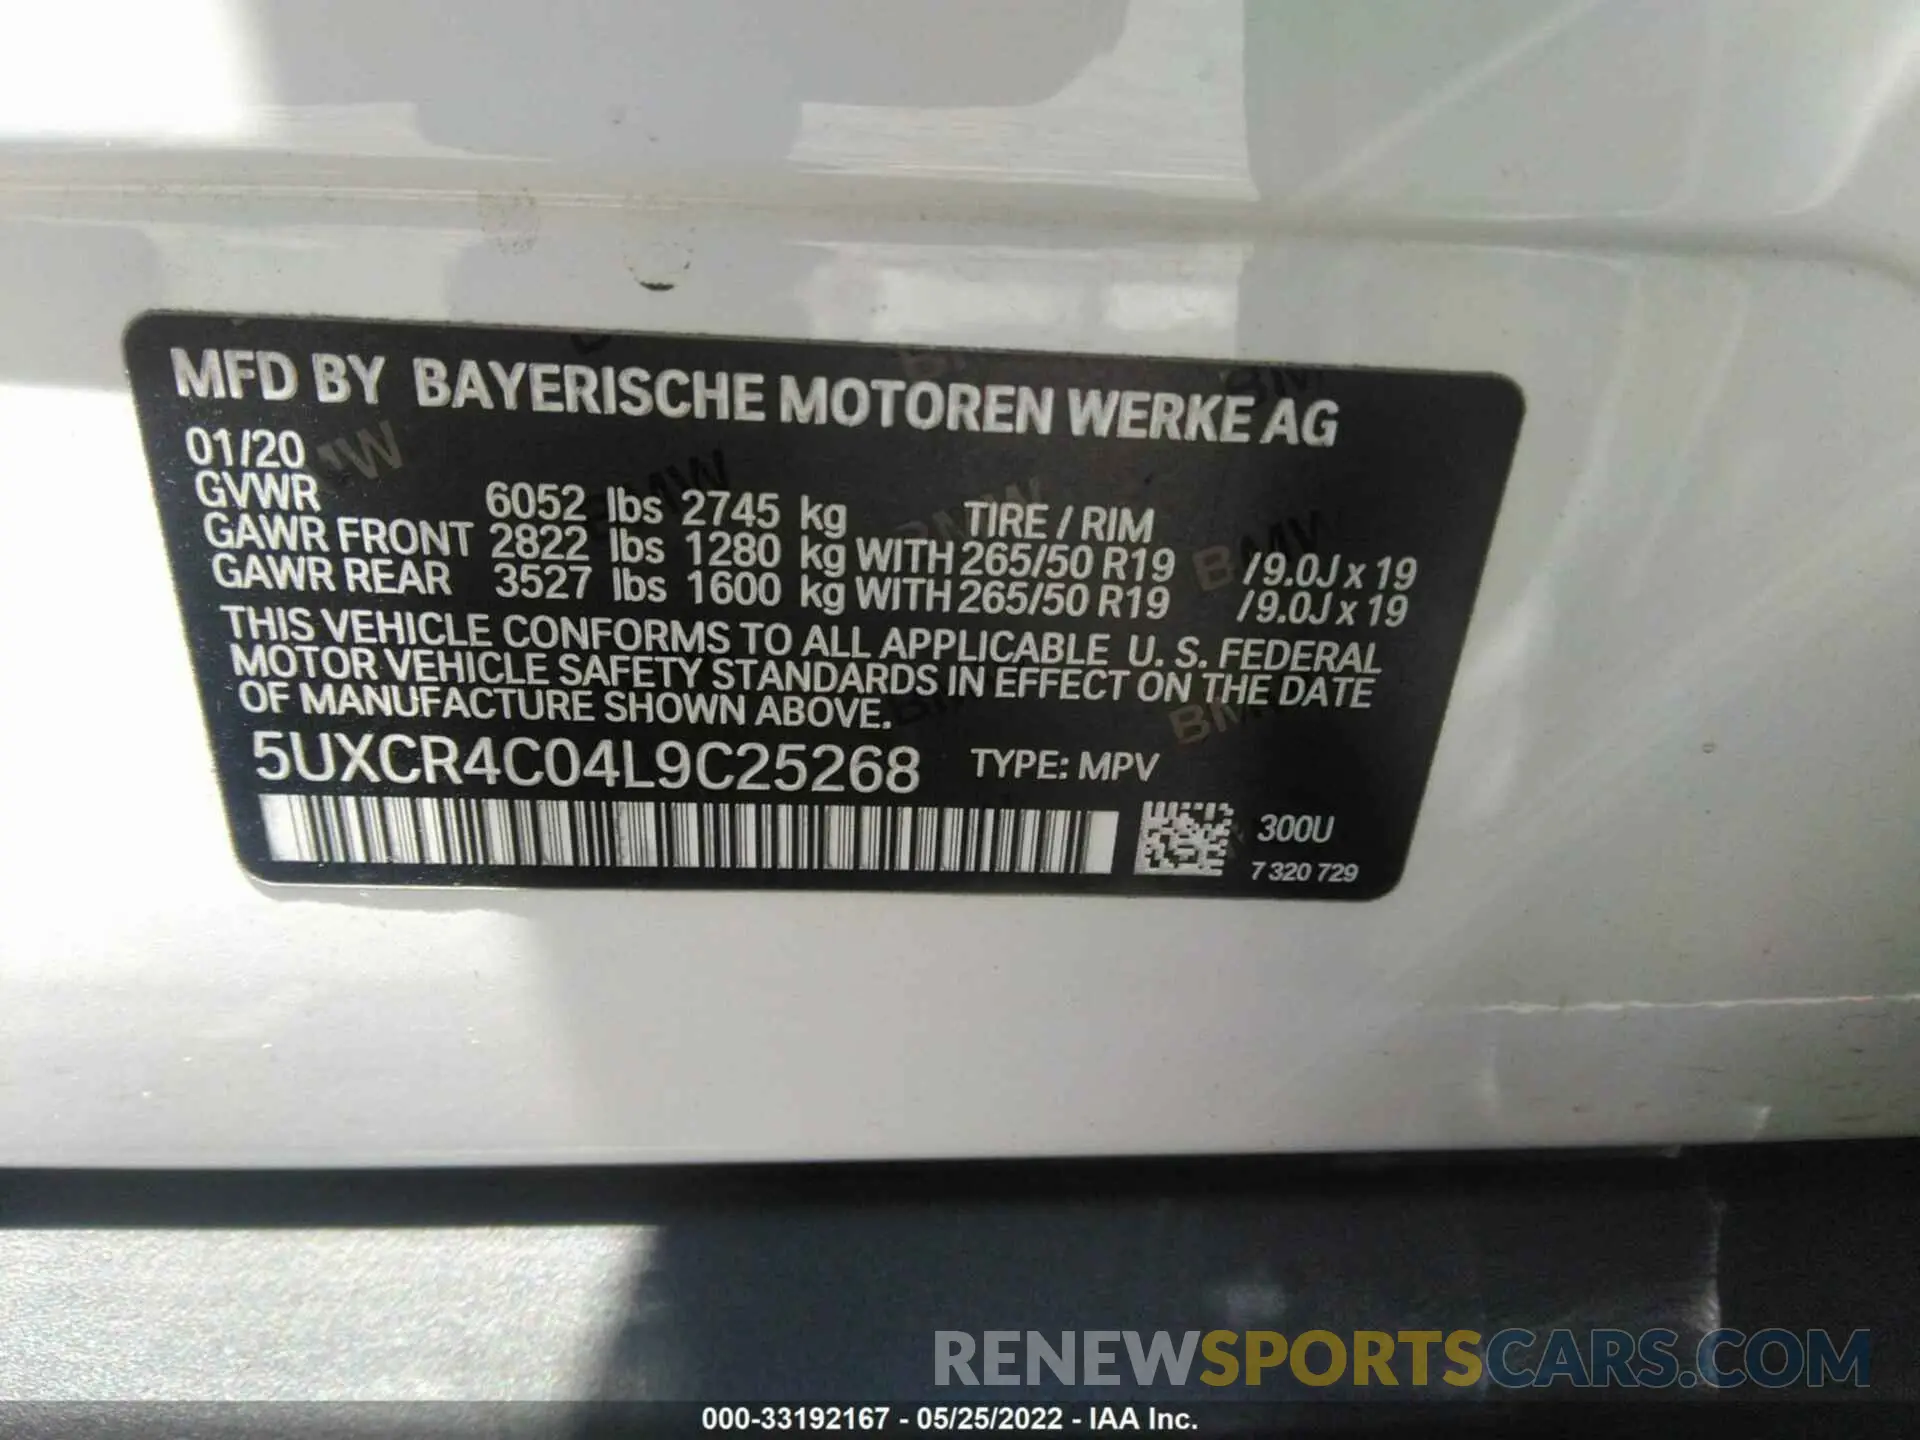 MFD BY BAYERISCHE MOTOREN WERKE AG
01/20
GVWR 6052 lbs 2745 kg TIRE / RIM
GAWR FRONT 2822 lbs 1280 kg WITH 265/50 R19 /9.0J x 19
GAWR REAR 3527 lbs 1600 kg WITH 265/50 R19 /9.0J x 19
THIS VEHICLE CONFORMS TO ALL APPLICABLE U. S. FEDERAL
MOTOR VEHICLE SAFETY STANDARDS IN EFFECT ON THE DATE
OF MANUFACTURE SHOWN ABOVE.
5UXCR4C04L9C25268 TYPE: MPV
300U
7 320 729
RENEWSPORTSCARS.COM
000-33192167 - 05/25/2022 - IAA Inc.